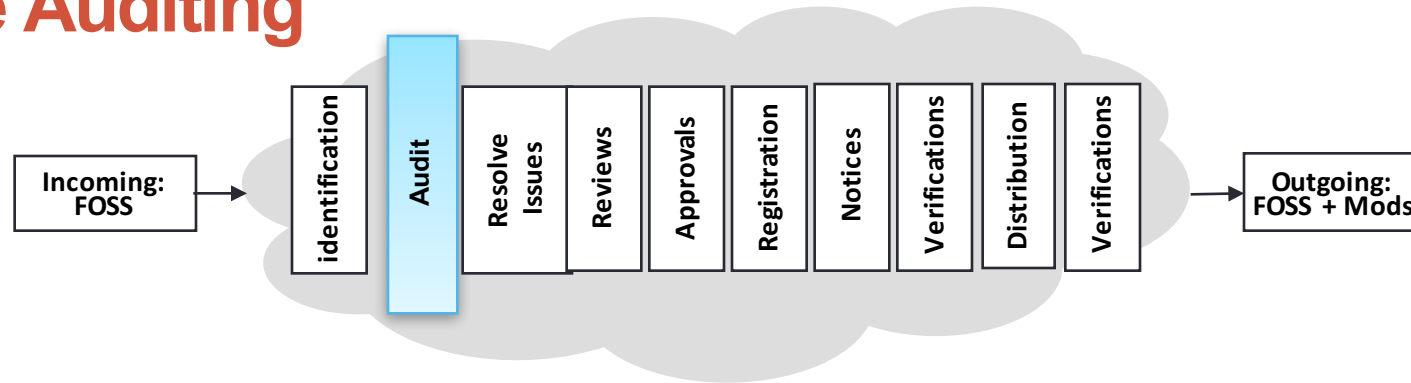 e Auditing
Incoming:
FOSS
identification
Audit
Resolve
Issues
Reviews
Approvals
Registration
Notices
Verifications
Distribution
Verifications
Outgoing:
FOSS + Mods